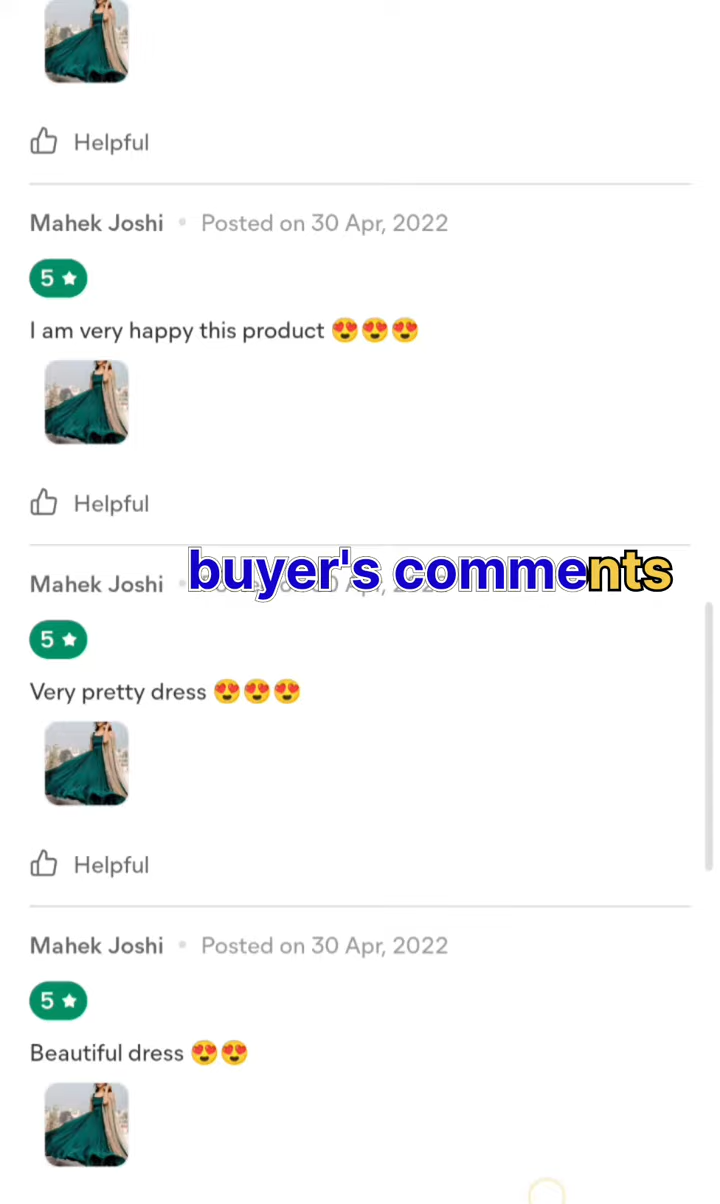 Helpful
Mahek Joshi • Posted on 30 Apr, 2022
5 ★
I am very happy this product 😍😍😍
Helpful
buyer's comments
Mahek Joshi
5 ★
Very pretty dress 😍😍😍
Helpful
Mahek Joshi • Posted on 30 Apr, 2022
5 ★
Beautiful dress 😍😍